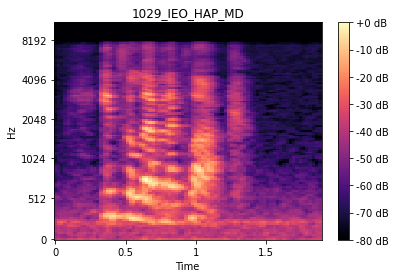 1029_IEO_HAP_MD
+0 dB
8192
-10 dB
4096
-20 dB
-30 dB
2048
Hz
-40 dB
1024
-50 dB
512
-60 dB
-70 dB
0
-80 dB
0
0.5
1
1.5
Time